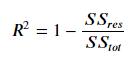 R² = 1 − SS_res / SS_tot